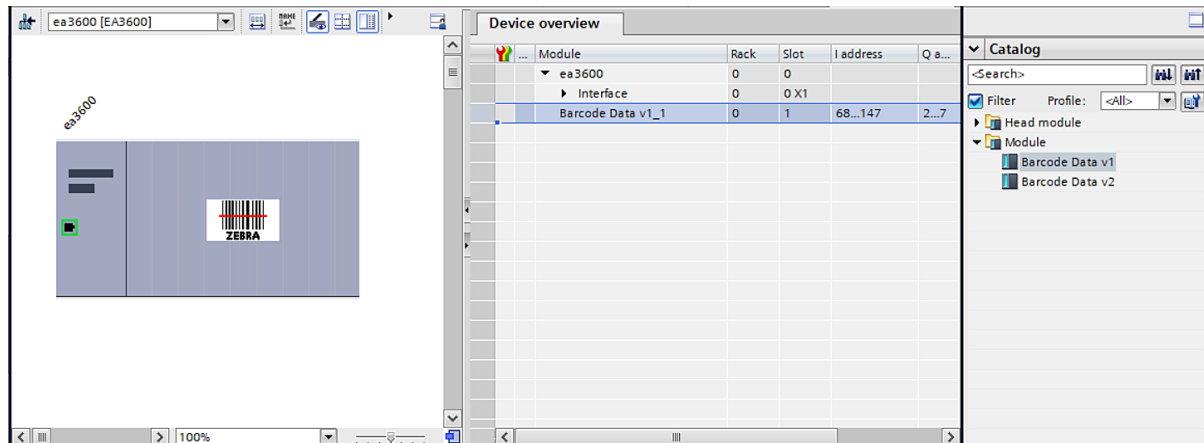 ea3600 [EA3600]
NAME
ea3600
ZEBRA
100%
Device overview
... Module Rack Slot I address Q a...
ea3600 0 0
Interface 0 0 X1
Barcode Data v1_1 0 1 68...147 2...7
Catalog
<Search>
Filter Profile: <All>
Head module
Module
Barcode Data v1
Barcode Data v2